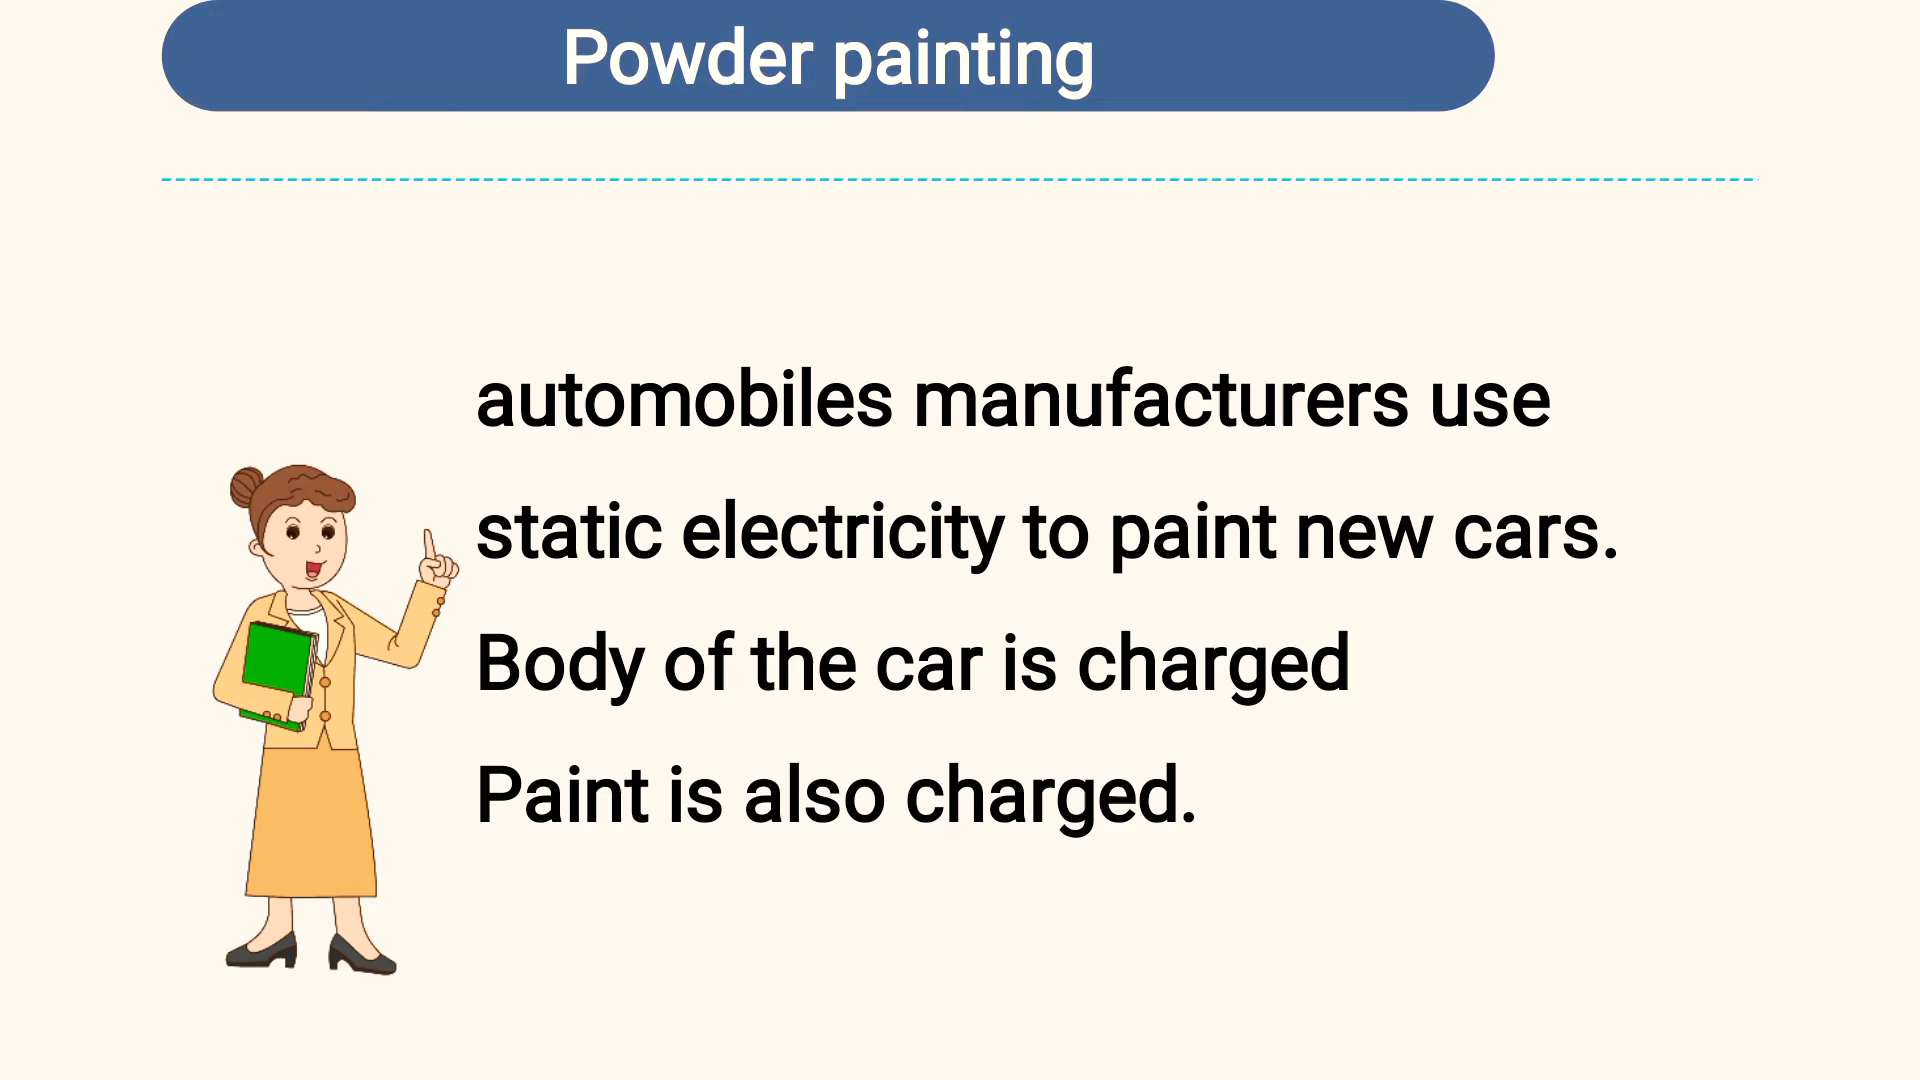 Powder painting
automobiles manufacturers use
static electricity to paint new cars.
Body of the car is charged
Paint is also charged.